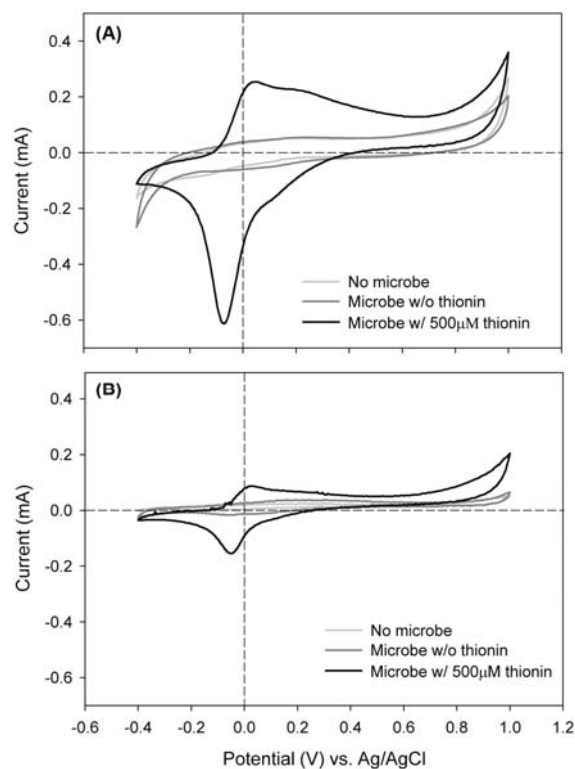 (A)
0.4
0.2
0.0
-0.2
-0.4
-0.6
Current (mA)
No microbe
Microbe w/o thionin
Microbe w/ 500μM thionin
(B)
0.4
0.2
0.0
-0.2
-0.4
-0.6
Current (mA)
No microbe
Microbe w/o thionin
Microbe w/ 500μM thionin
-0.6 -0.4 -0.2 0.0 0.2 0.4 0.6 0.8 1.0 1.2
Potential (V) vs. Ag/AgCl